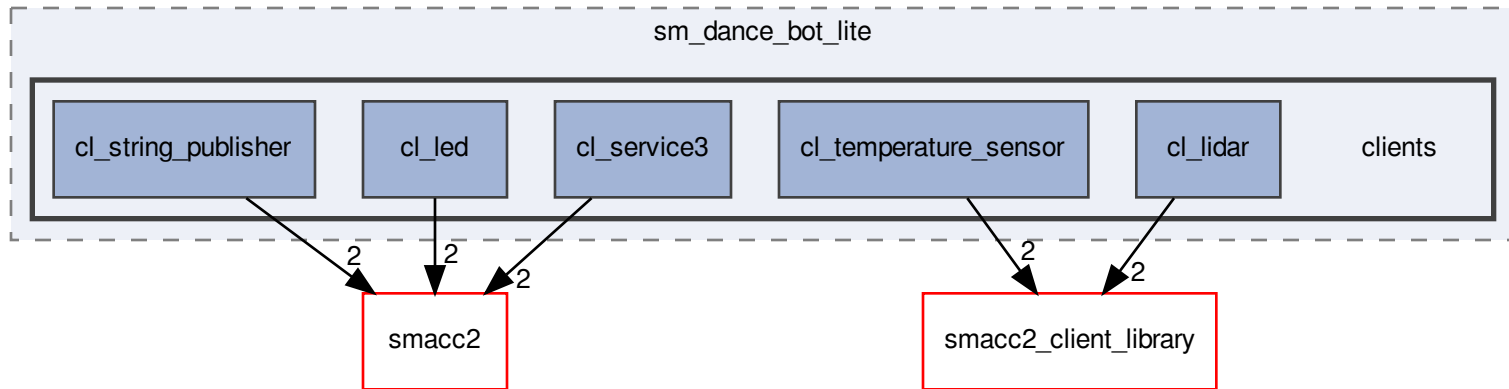 sm_dance_bot_lite
cl_string_publisher
cl_led
cl_service3
cl_temperature_sensor
cl_lidar
clients
2
2
2
2
2
smacc2
smacc2_client_library